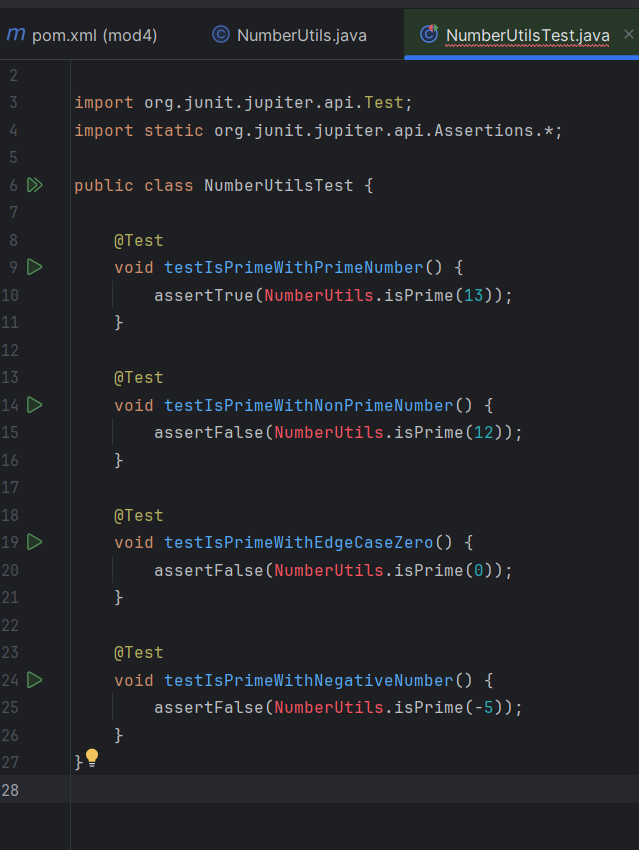 m pom.xml (mod4) C NumberUtils.java C NumberUtilsTest.java ×
2
3 import org.junit.jupiter.api.Test;
4 import static org.junit.jupiter.api.Assertions.*;
5
6 public class NumberUtilsTest {
7
8 @Test
9 void testIsPrimeWithPrimeNumber() {
10 assertTrue(NumberUtils.isPrime(13));
11 }
12
13 @Test
14 void testIsPrimeWithNonPrimeNumber() {
15 assertFalse(NumberUtils.isPrime(12));
16 }
17
18 @Test
19 void testIsPrimeWithEdgeCaseZero() {
20 assertFalse(NumberUtils.isPrime(0));
21 }
22
23 @Test
24 void testIsPrimeWithNegativeNumber() {
25 assertFalse(NumberUtils.isPrime(-5));
26 }
27 }
28